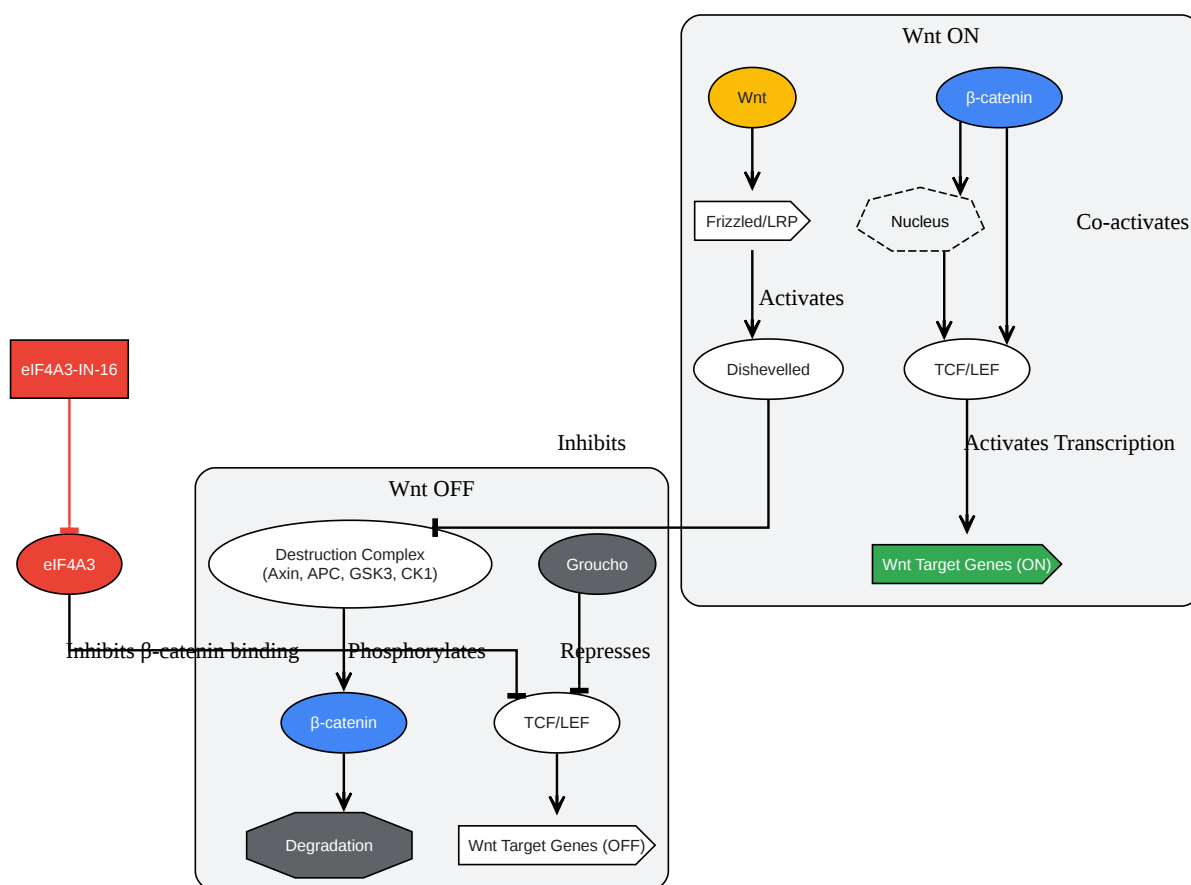 Wnt ON
Wnt
β-catenin
Frizzled/LRP
Nucleus
Co-activates
Activates
eIF4A3-IN-16
Dishevelled
TCF/LEF
Inhibits
Activates Transcription
Wnt OFF
Destruction Complex
(Axin, APC, GSK3, CK1)
eIF4A3
Groucho
Wnt Target Genes (ON)
Inhibits β-catenin binding
Phosphorylates
Represses
β-catenin
TCF/LEF
Degradation
Wnt Target Genes (OFF)